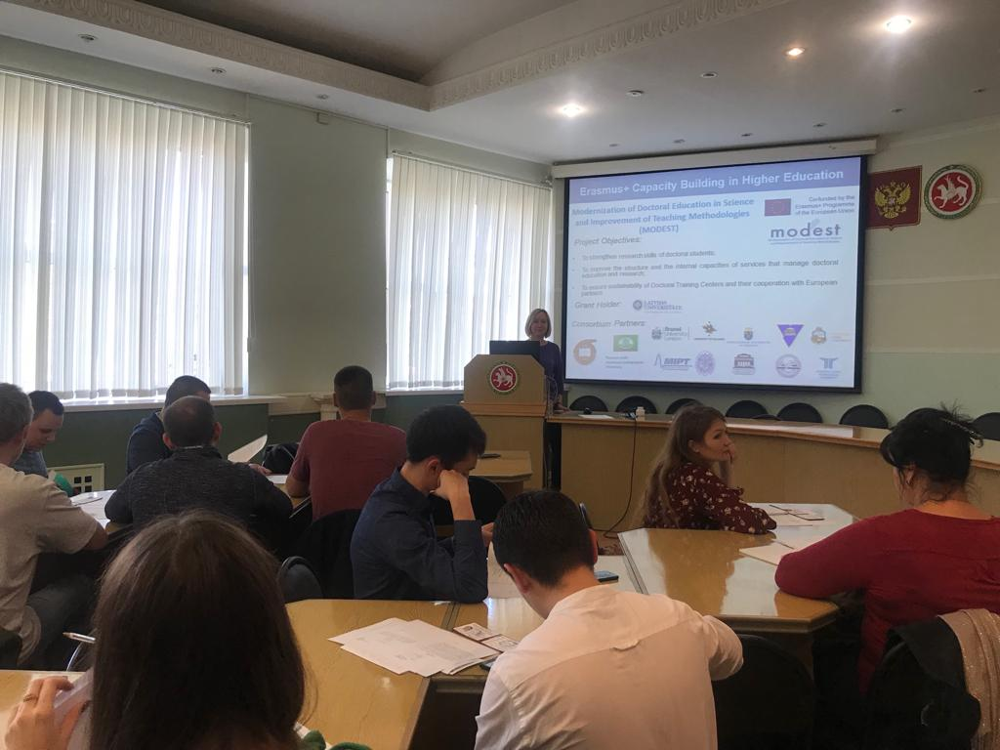 Erasmus+ Capacity Building in Higher Education
Modernization of Doctoral Education in Science
and Improvement of Teaching Methodologies
(MODEST)
Co-funded by the
Erasmus+ Programme
of the European Union
modest
Project Objectives:
To strengthen research skills of doctoral students;
To improve the structure and the internal capacities of services that manage doctoral
education and research;
To ensure sustainability of Doctoral Training Centers and their cooperation with European
partners
Grant Holder:
LATVIJAS
UNIVERSITĀTE
Consortium Partners:
Brunel
University
London
MIPT